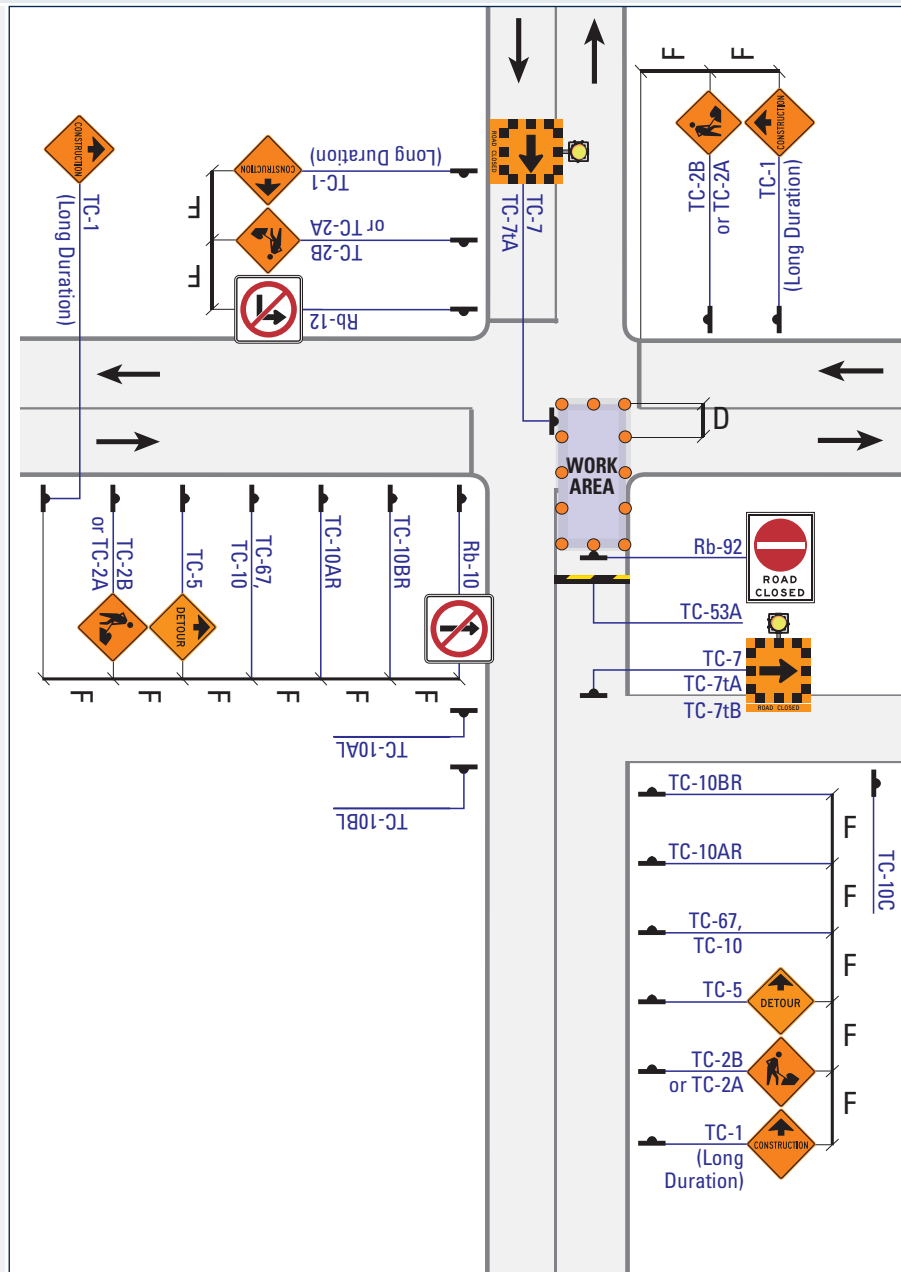 CONSTRUCTION
TC-1
(Long Duration)
CONSTRUCTION
TC-1
(Long Duration)
F
TC-2B
or TC-2A
F
Rb-12
ROAD CLOSED
TC-7
TC-7tA
F
F
TC-2B
or TC-2A
CONSTRUCTION
TC-1
(Long Duration)
D
WORK
AREA
TC-2B
or TC-2A
TC-5
DETOUR
TC-67,
TC-10
TC-10AR
TC-10BR
Rb-10
F
F
F
F
F
F
TC-10AL
TC-10BL
Rb-92
ROAD
CLOSED
TC-53A
TC-7
TC-7tA
TC-7tB
ROAD CLOSED
TC-10BR
F
TC-10C
TC-10AR
F
TC-67,
TC-10
F
TC-5
DETOUR
F
TC-2B
or TC-2A
F
TC-1
(Long
Duration)
CONSTRUCTION